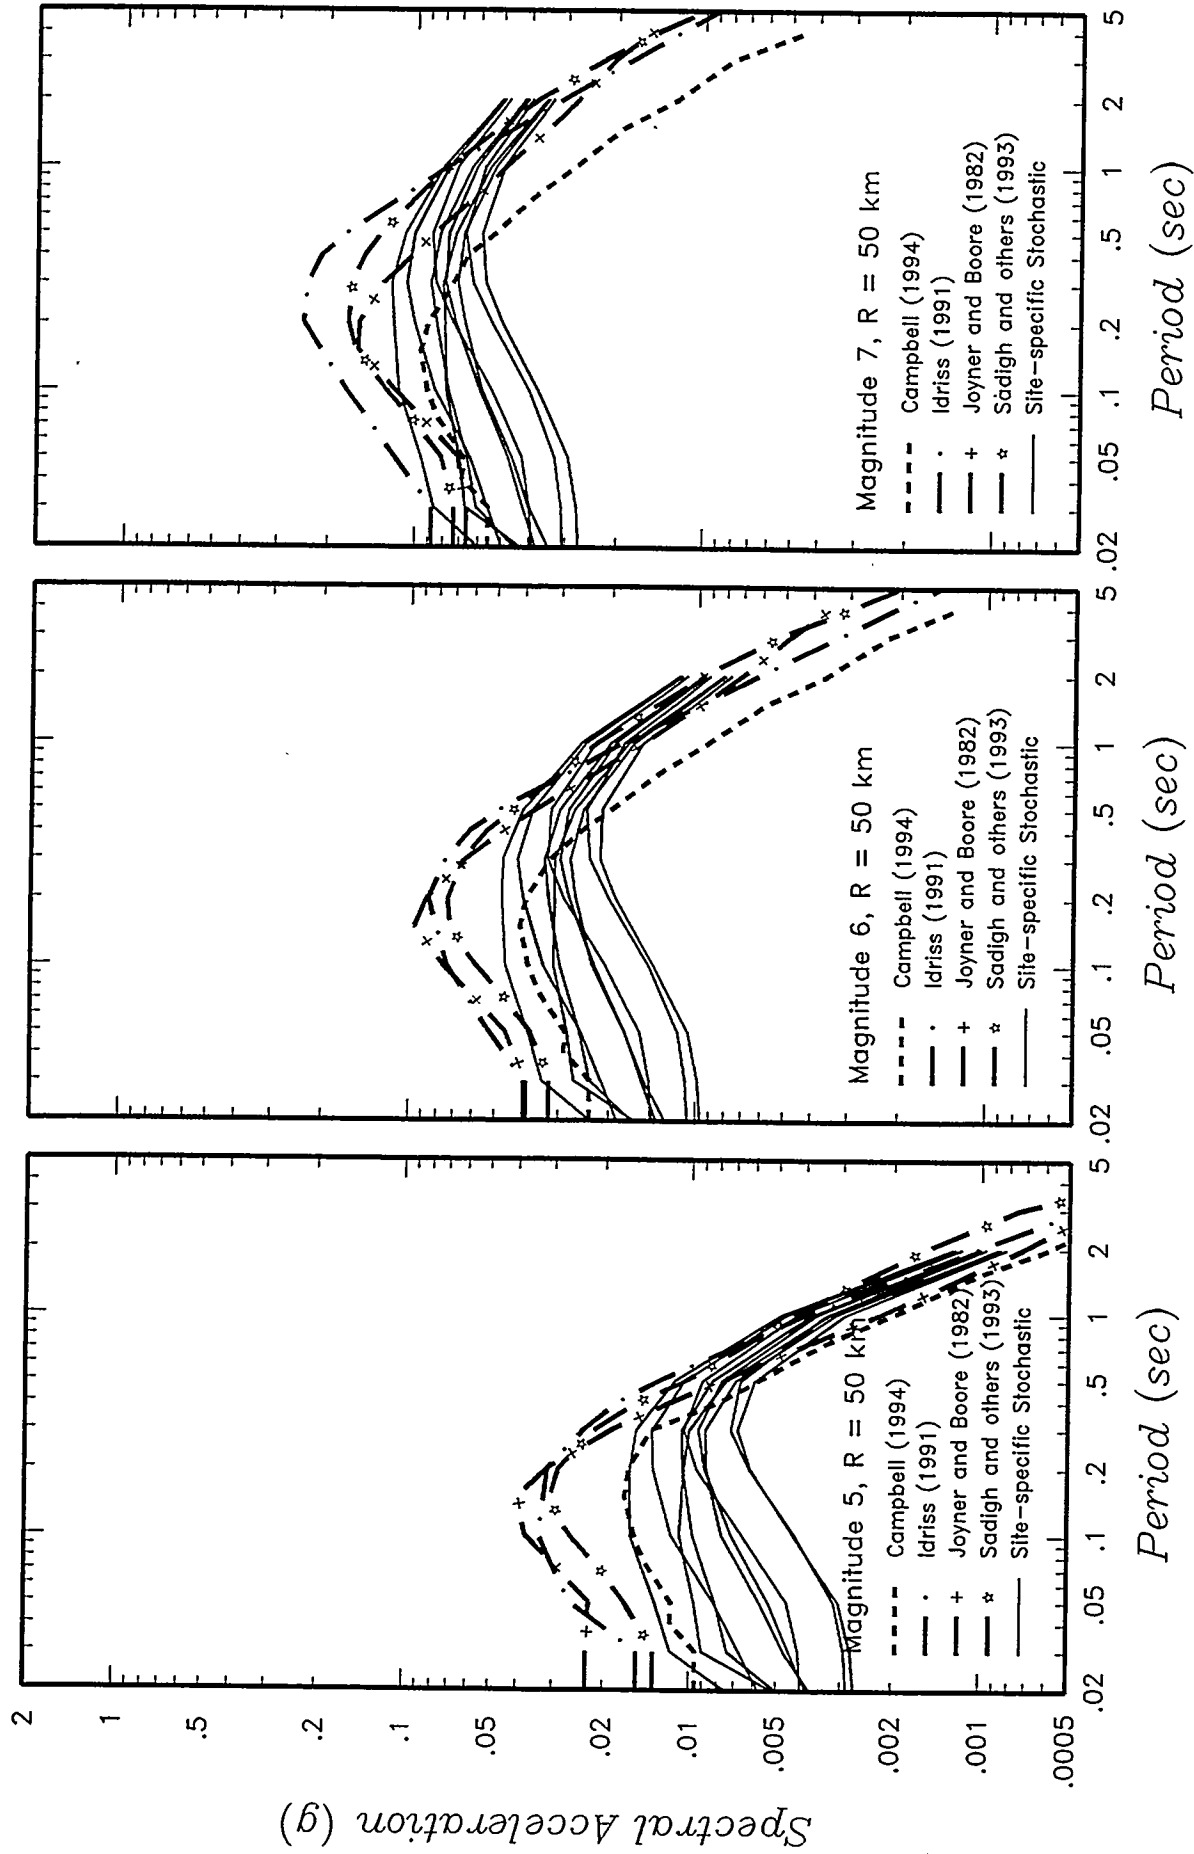 Spectral Acceleration (g)
2
1
.5
.2
.1
.05
.02
.01
.005
.002
.001
.0005
Magnitude 5, R = 50 km
Campbell (1994)
Idriss (1991)
Joyner and Boore (1982)
Sadigh and others (1993)
Site-specific Stochastic
.02
.05
.1
.2
.5
1
2
5
Period (sec)
Magnitude 6, R = 50 km
Campbell (1994)
Idriss (1991)
Joyner and Boore (1982)
Sadigh and others (1993)
Site-specific Stochastic
.02
.05
.1
.2
.5
1
2
5
Period (sec)
Magnitude 7, R = 50 km
Campbell (1994)
Idriss (1991)
Joyner and Boore (1982)
Sadigh and others (1993)
Site-specific Stochastic
.02
.05
.1
.2
.5
1
2
5
Period (sec)